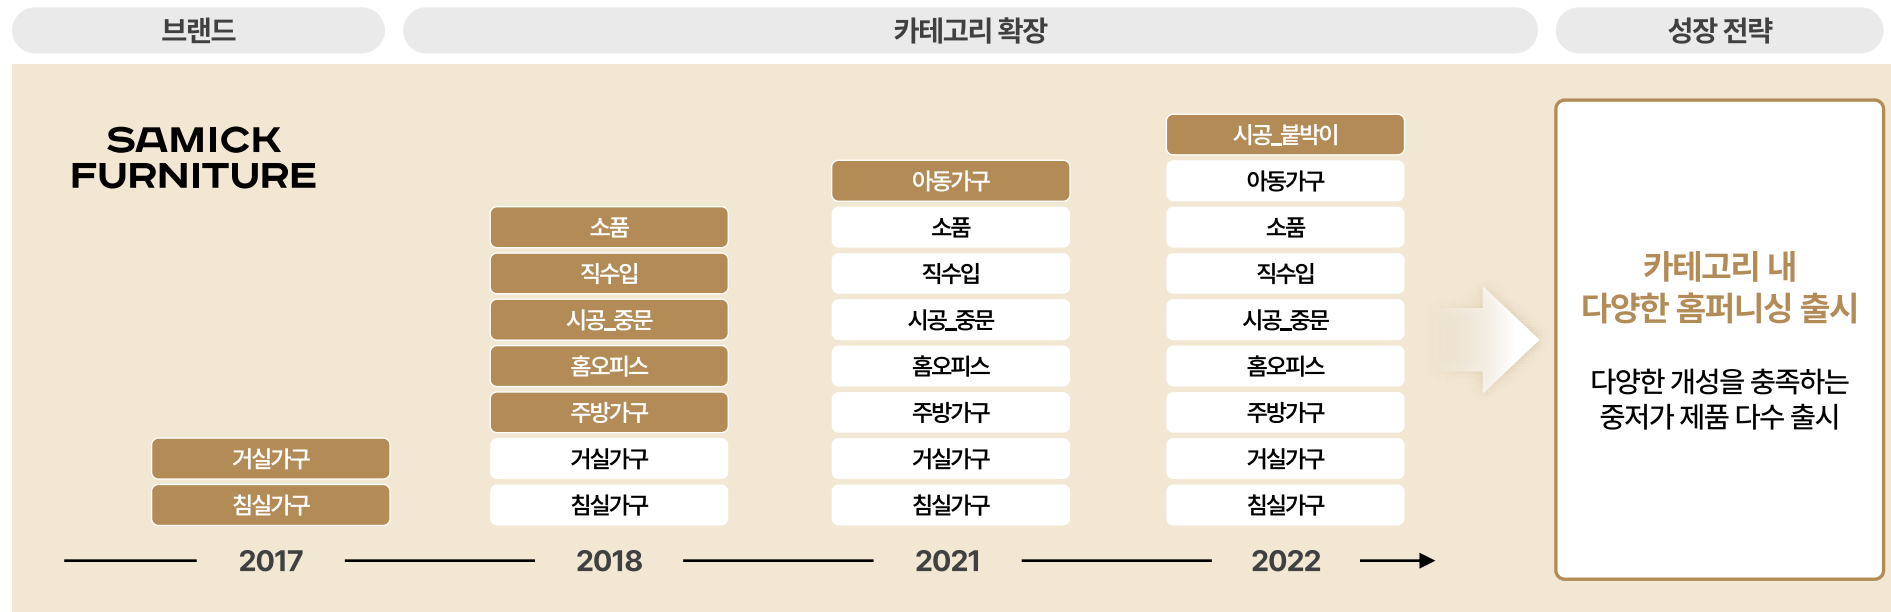 브랜드
카테고리 확장
성장 전략
SAMICK
FURNITURE
거실가구
침실가구
2017
소품
직수입
시공_중문
홈오피스
주방가구
거실가구
침실가구
2018
아동가구
소품
직수입
시공_중문
홈오피스
주방가구
거실가구
침실가구
2021
시공_붙박이
아동가구
소품
직수입
시공_중문
홈오피스
주방가구
거실가구
침실가구
2022
카테고리 내
다양한 홈퍼니싱 출시
다양한 개성을 충족하는
중저가 제품 다수 출시